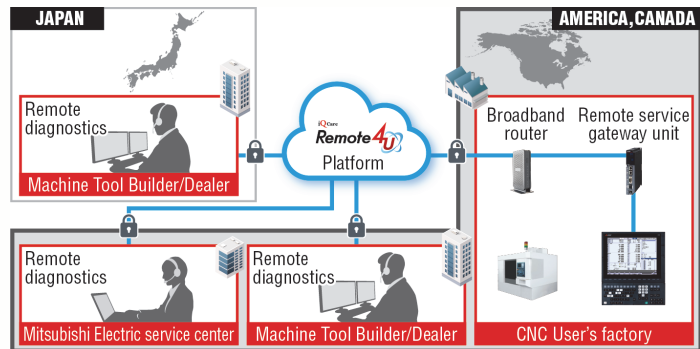 JAPAN
AMERICA,CANADA
Remote
diagnostics
Machine Tool Builder/Dealer
iQ Care
Remote4U
Platform
Broadband
router
Remote service
gateway unit
Remote
diagnostics
Mitsubishi Electric service center
Remote
diagnostics
Machine Tool Builder/Dealer
CNC User's factory